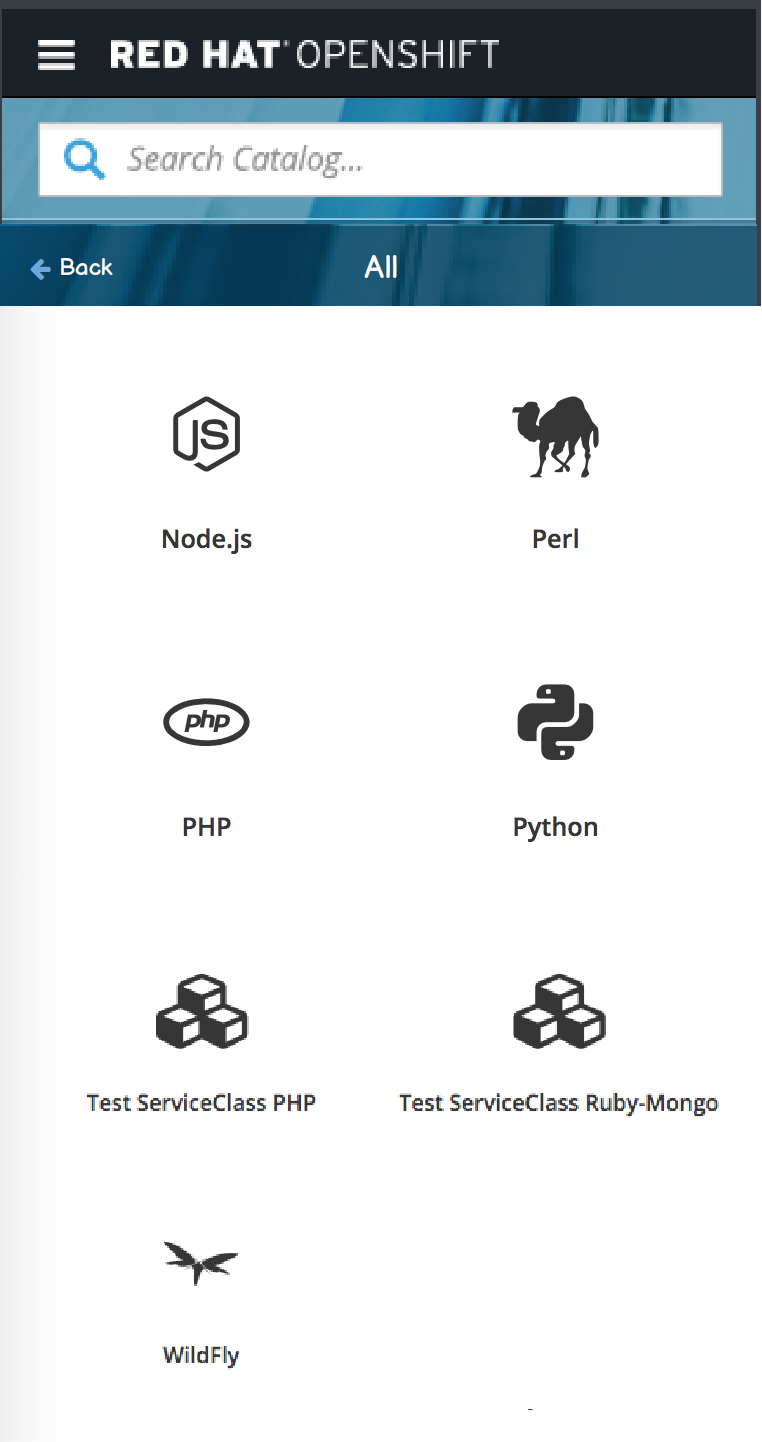 RED HAT OPENSHIFT
Search Catalog...
Back
All
JS
Node.js
Perl
php
PHP
Python
Test ServiceClass PHP
Test ServiceClass Ruby-Mongo
WildFly